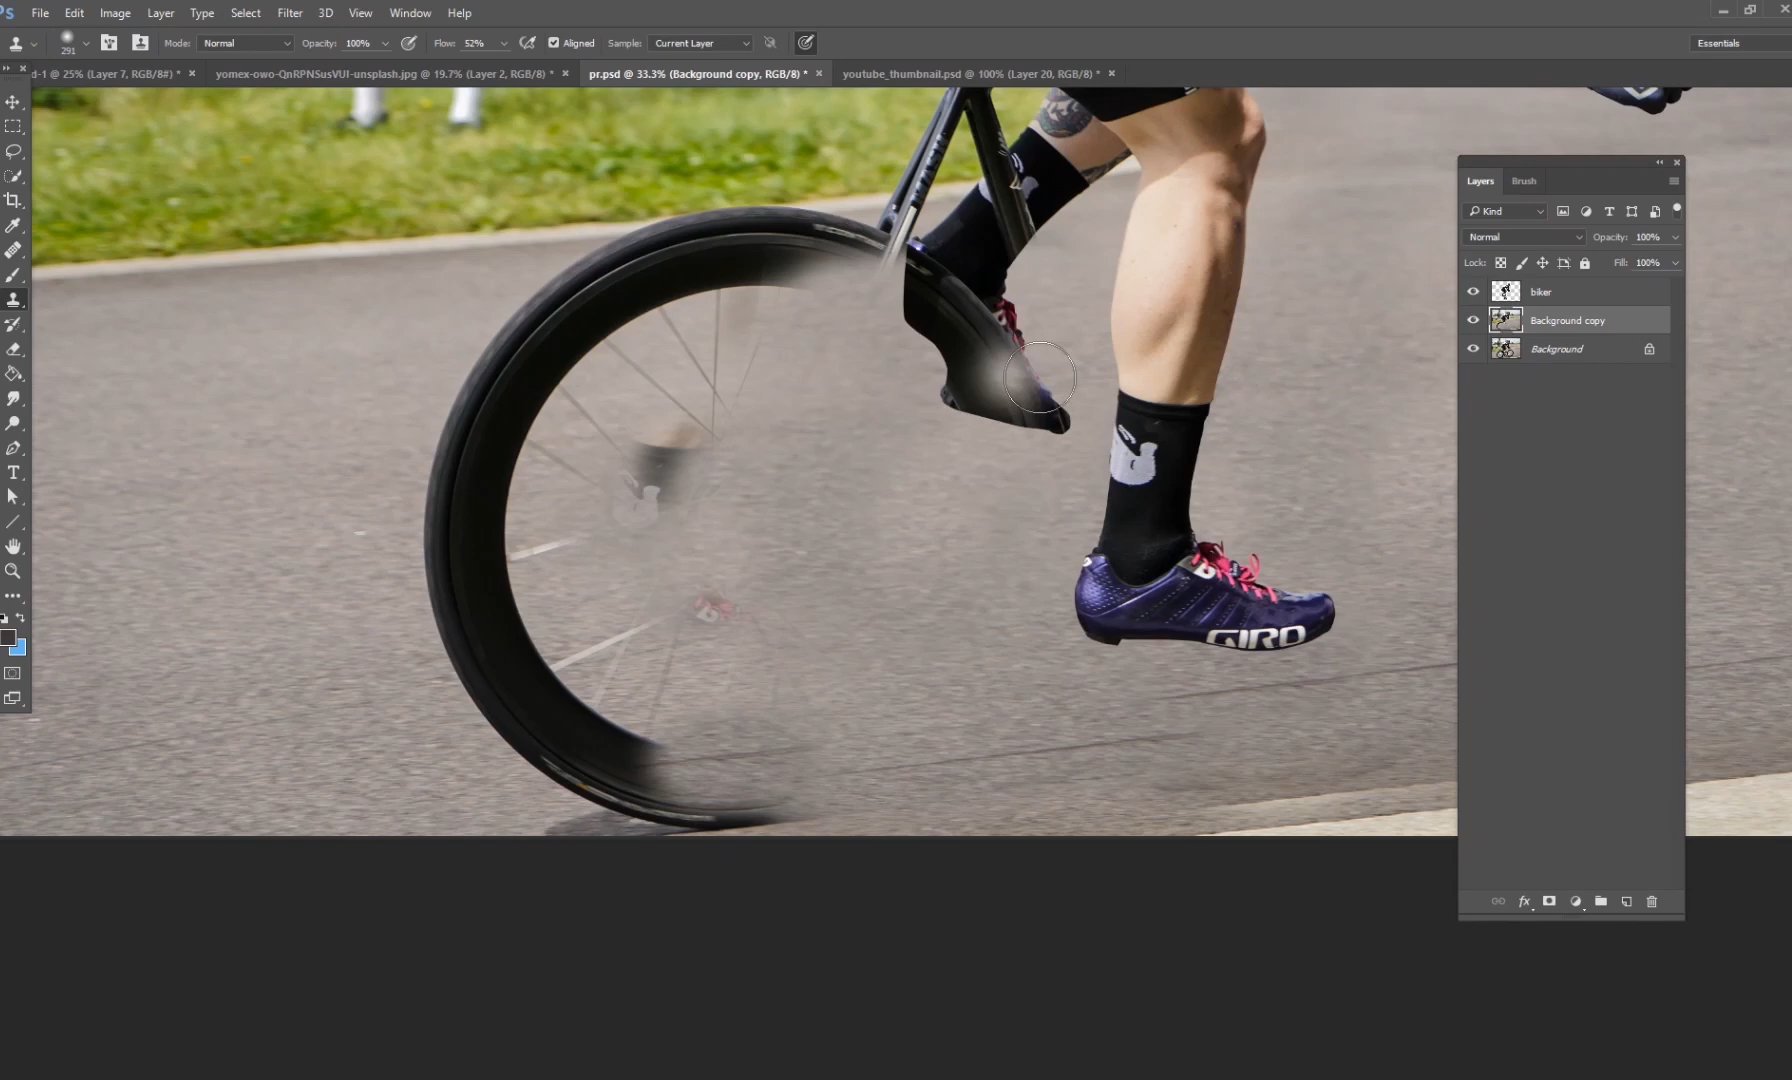 Ps File Edit Image Layer Type Select Filter 3D View Window Help
291 Mode: Normal Opacity: 100% Flow: 52% Aligned Sample: Current Layer Essentials
d-1 @ 25% (Layer 7, RGB/8#) * yomex-owo-QnRPNSusVUI-unsplash.jpg @ 19.7% (Layer 2, RGB/8) * pr.psd @ 33.3% (Background copy, RGB/8) * youtube_thumbnail.psd @ 100% (Layer 20, RGB/8) *
Layers Brush
Kind
Normal Opacity: 100%
Lock: Fill: 100%
biker
Background copy
Background
fx
GIRO